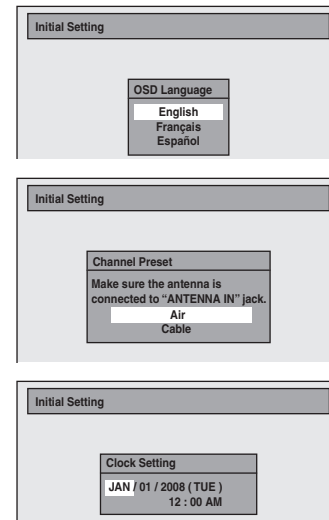 Initial Setting
OSD Language
English
Français
Español
Initial Setting
Channel Preset
Make sure the antenna is
connected to “ANTENNA IN” jack.
Air
Cable
Initial Setting
Clock Setting
JAN / 01 / 2008 ( TUE )
12 : 00 AM